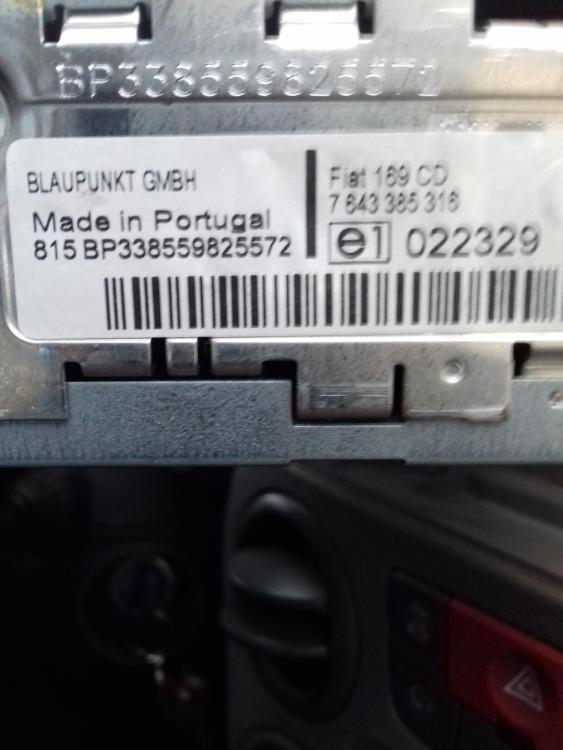 BP338559825572
BLAUPUNKT GMBH
Made in Portugal
815 BP338559825572
Fiat 169 CD
7 643 385 316
e1 022329